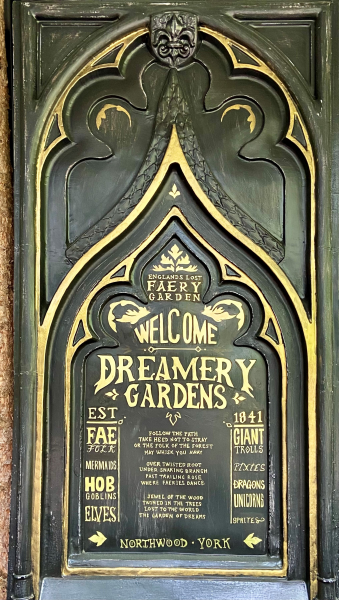 ENGLANDS LOST
FAERY
GARDEN
WELCOME
DREAMERY
GARDENS
EST
FAE
FOLK
MERMAIDS
HOB
GOBLINS
ELVES
FOLLOW THE PATH
TAKE HEED NOT TO STRAY
OR THE FOLK OF THE FOREST
MAY WHISK YOU AWAY
OVER TWISTED ROOT
UNDER SNAKING BRANCH
PAST TRAILING ROSE
WHERE FAERIES DANCE
JEWEL OF THE WOOD
TWINED IN THE TREES
LOST TO THE WORLD
THE GARDEN OF DREAMS
1841
GIANT
TROLLS
PIXIES
DRAGONS
UNICORNS
SPRITES
NORTHWOOD · YORK